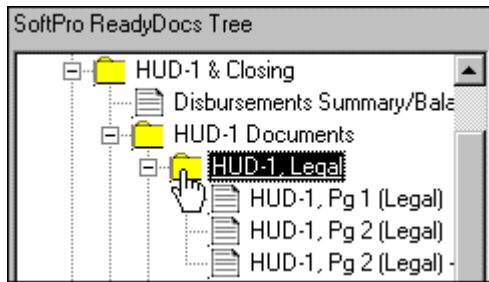 SoftPro ReadyDocs Tree
HUD-1 & Closing
Disbursements Summary/Bala
HUD-1 Documents
HUD-1, Legal
HUD-1, Pg 1 (Legal)
HUD-1, Pg 2 (Legal)
HUD-1, Pg 2 (Legal) -